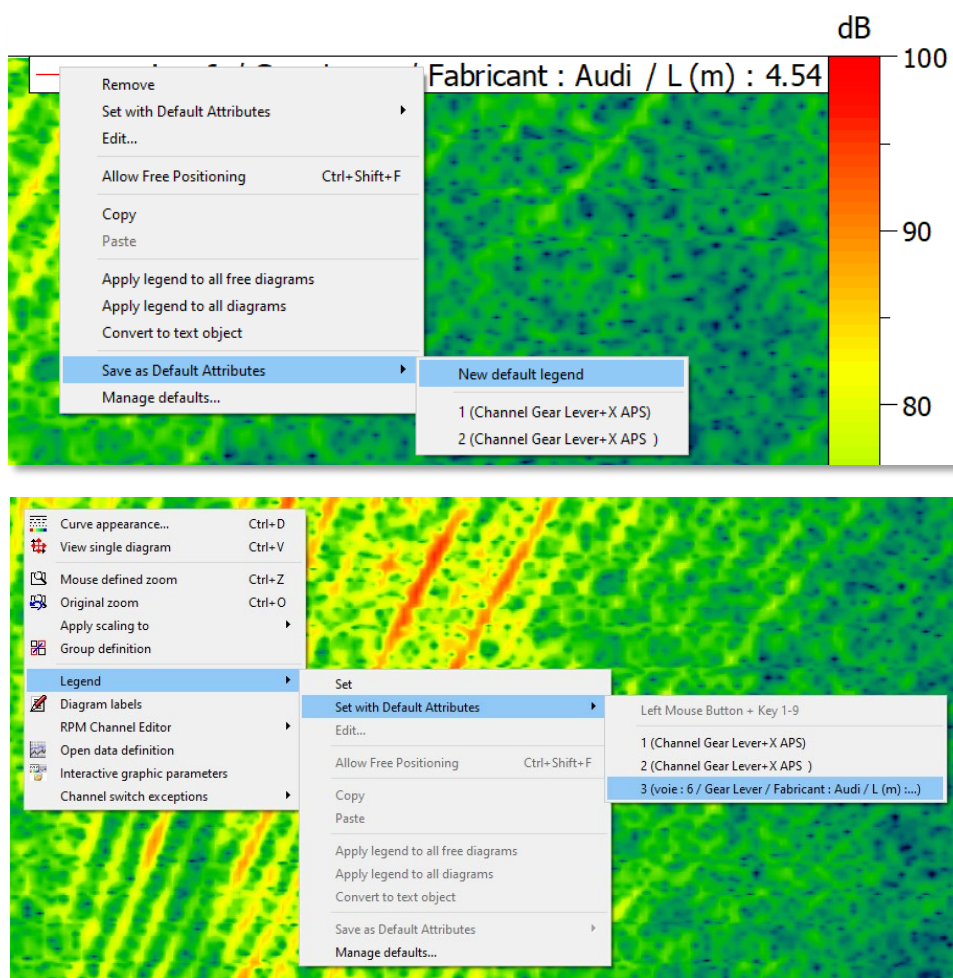 dB
100
Fabricant : Audi / L (m) : 4.54
Remove
Set with Default Attributes
Edit...
Allow Free Positioning Ctrl+Shift+F
Copy
Paste
90
Apply legend to all free diagrams
Apply legend to all diagrams
Convert to text object
Save as Default Attributes
New default legend
Manage defaults...
1 (Channel Gear Lever+X APS)
80
2 (Channel Gear Lever+X APS )
Curve appearance... Ctrl+D
View single diagram Ctrl+V
Mouse defined zoom Ctrl+Z
Original zoom Ctrl+O
Apply scaling to
Group definition
Legend
Diagram labels
RPM Channel Editor
Open data definition
Interactive graphic parameters
Channel switch exceptions
Set
Set with Default Attributes
Edit...
Allow Free Positioning Ctrl+Shift+F
Copy
Paste
Apply legend to all free diagrams
Apply legend to all diagrams
Convert to text object
Save as Default Attributes
Manage defaults...
Left Mouse Button + Key 1-9
1 (Channel Gear Lever+X APS)
2 (Channel Gear Lever+X APS )
3 (voie : 6 / Gear Lever / Fabricant : Audi / L (m) :...)